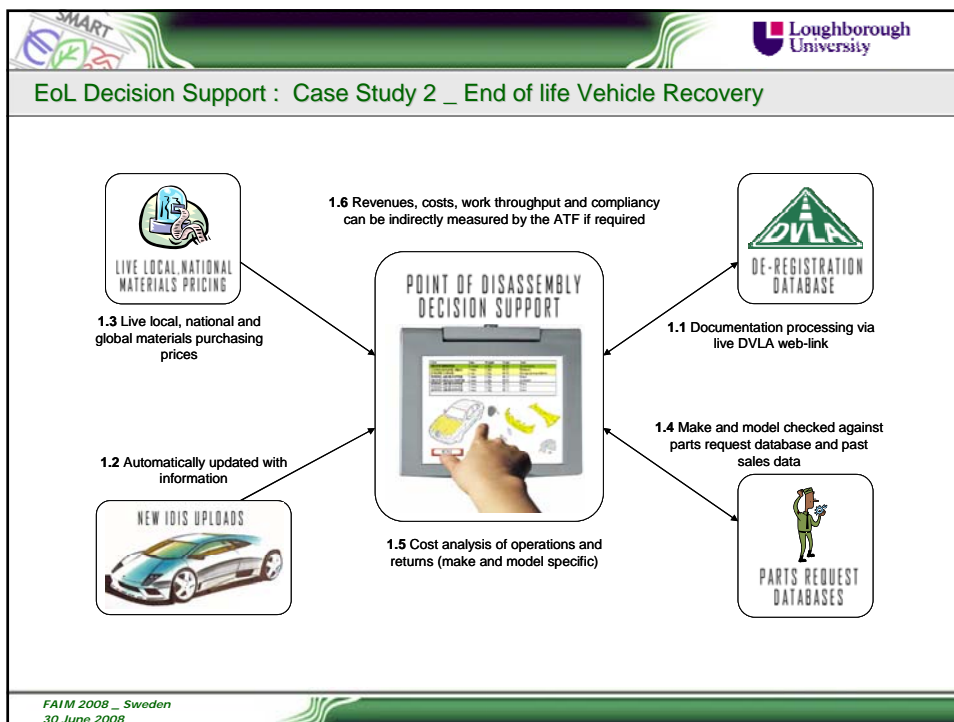 SMART
Loughborough
University
EoL Decision Support : Case Study 2 _ End of life Vehicle Recovery
LIVE LOCAL,NATIONAL
MATERIALS PRICING
1.3 Live local, national and
global materials purchasing
prices
1.6 Revenues, costs, work throughput and compliancy
can be indirectly measured by the ATF if required
DVLA
DE-REGISTRATION
DATABASE
1.1 Documentation processing via
live DVLA web-link
POINT OF DISASSEMBLY
DECISION SUPPORT
1.2 Automatically updated with
information
NEW IDIS UPLOADS
1.4 Make and model checked against
parts request database and past
sales data
1.5 Cost analysis of operations and
returns (make and model specific)
PARTS REQUEST
DATABASES
FAIM 2008 _ Sweden
30 June 2008